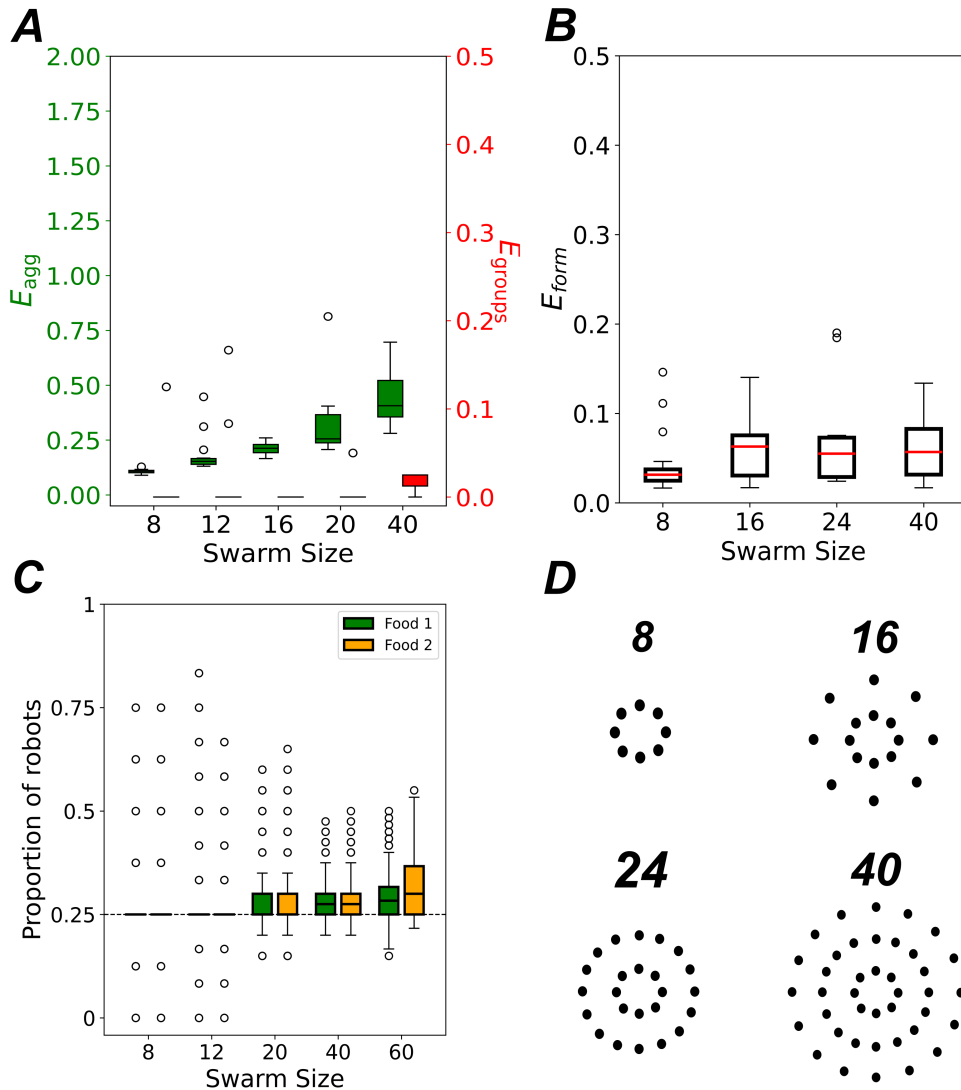 A
2.00
1.75
1.50
1.25
1.00
0.75
0.50
0.25
0.00
E_agg
0.5
0.4
0.3
0.2
0.1
0.0
E_groups
8 12 16 20 40
Swarm Size
B
0.5
0.4
0.3
0.2
0.1
0.0
E_form
8 16 24 40
Swarm Size
C
1
0.75
0.5
0.25
0
Proportion of robots
Food 1
Food 2
8 12 20 40 60
Swarm Size
D
8 16
24 40